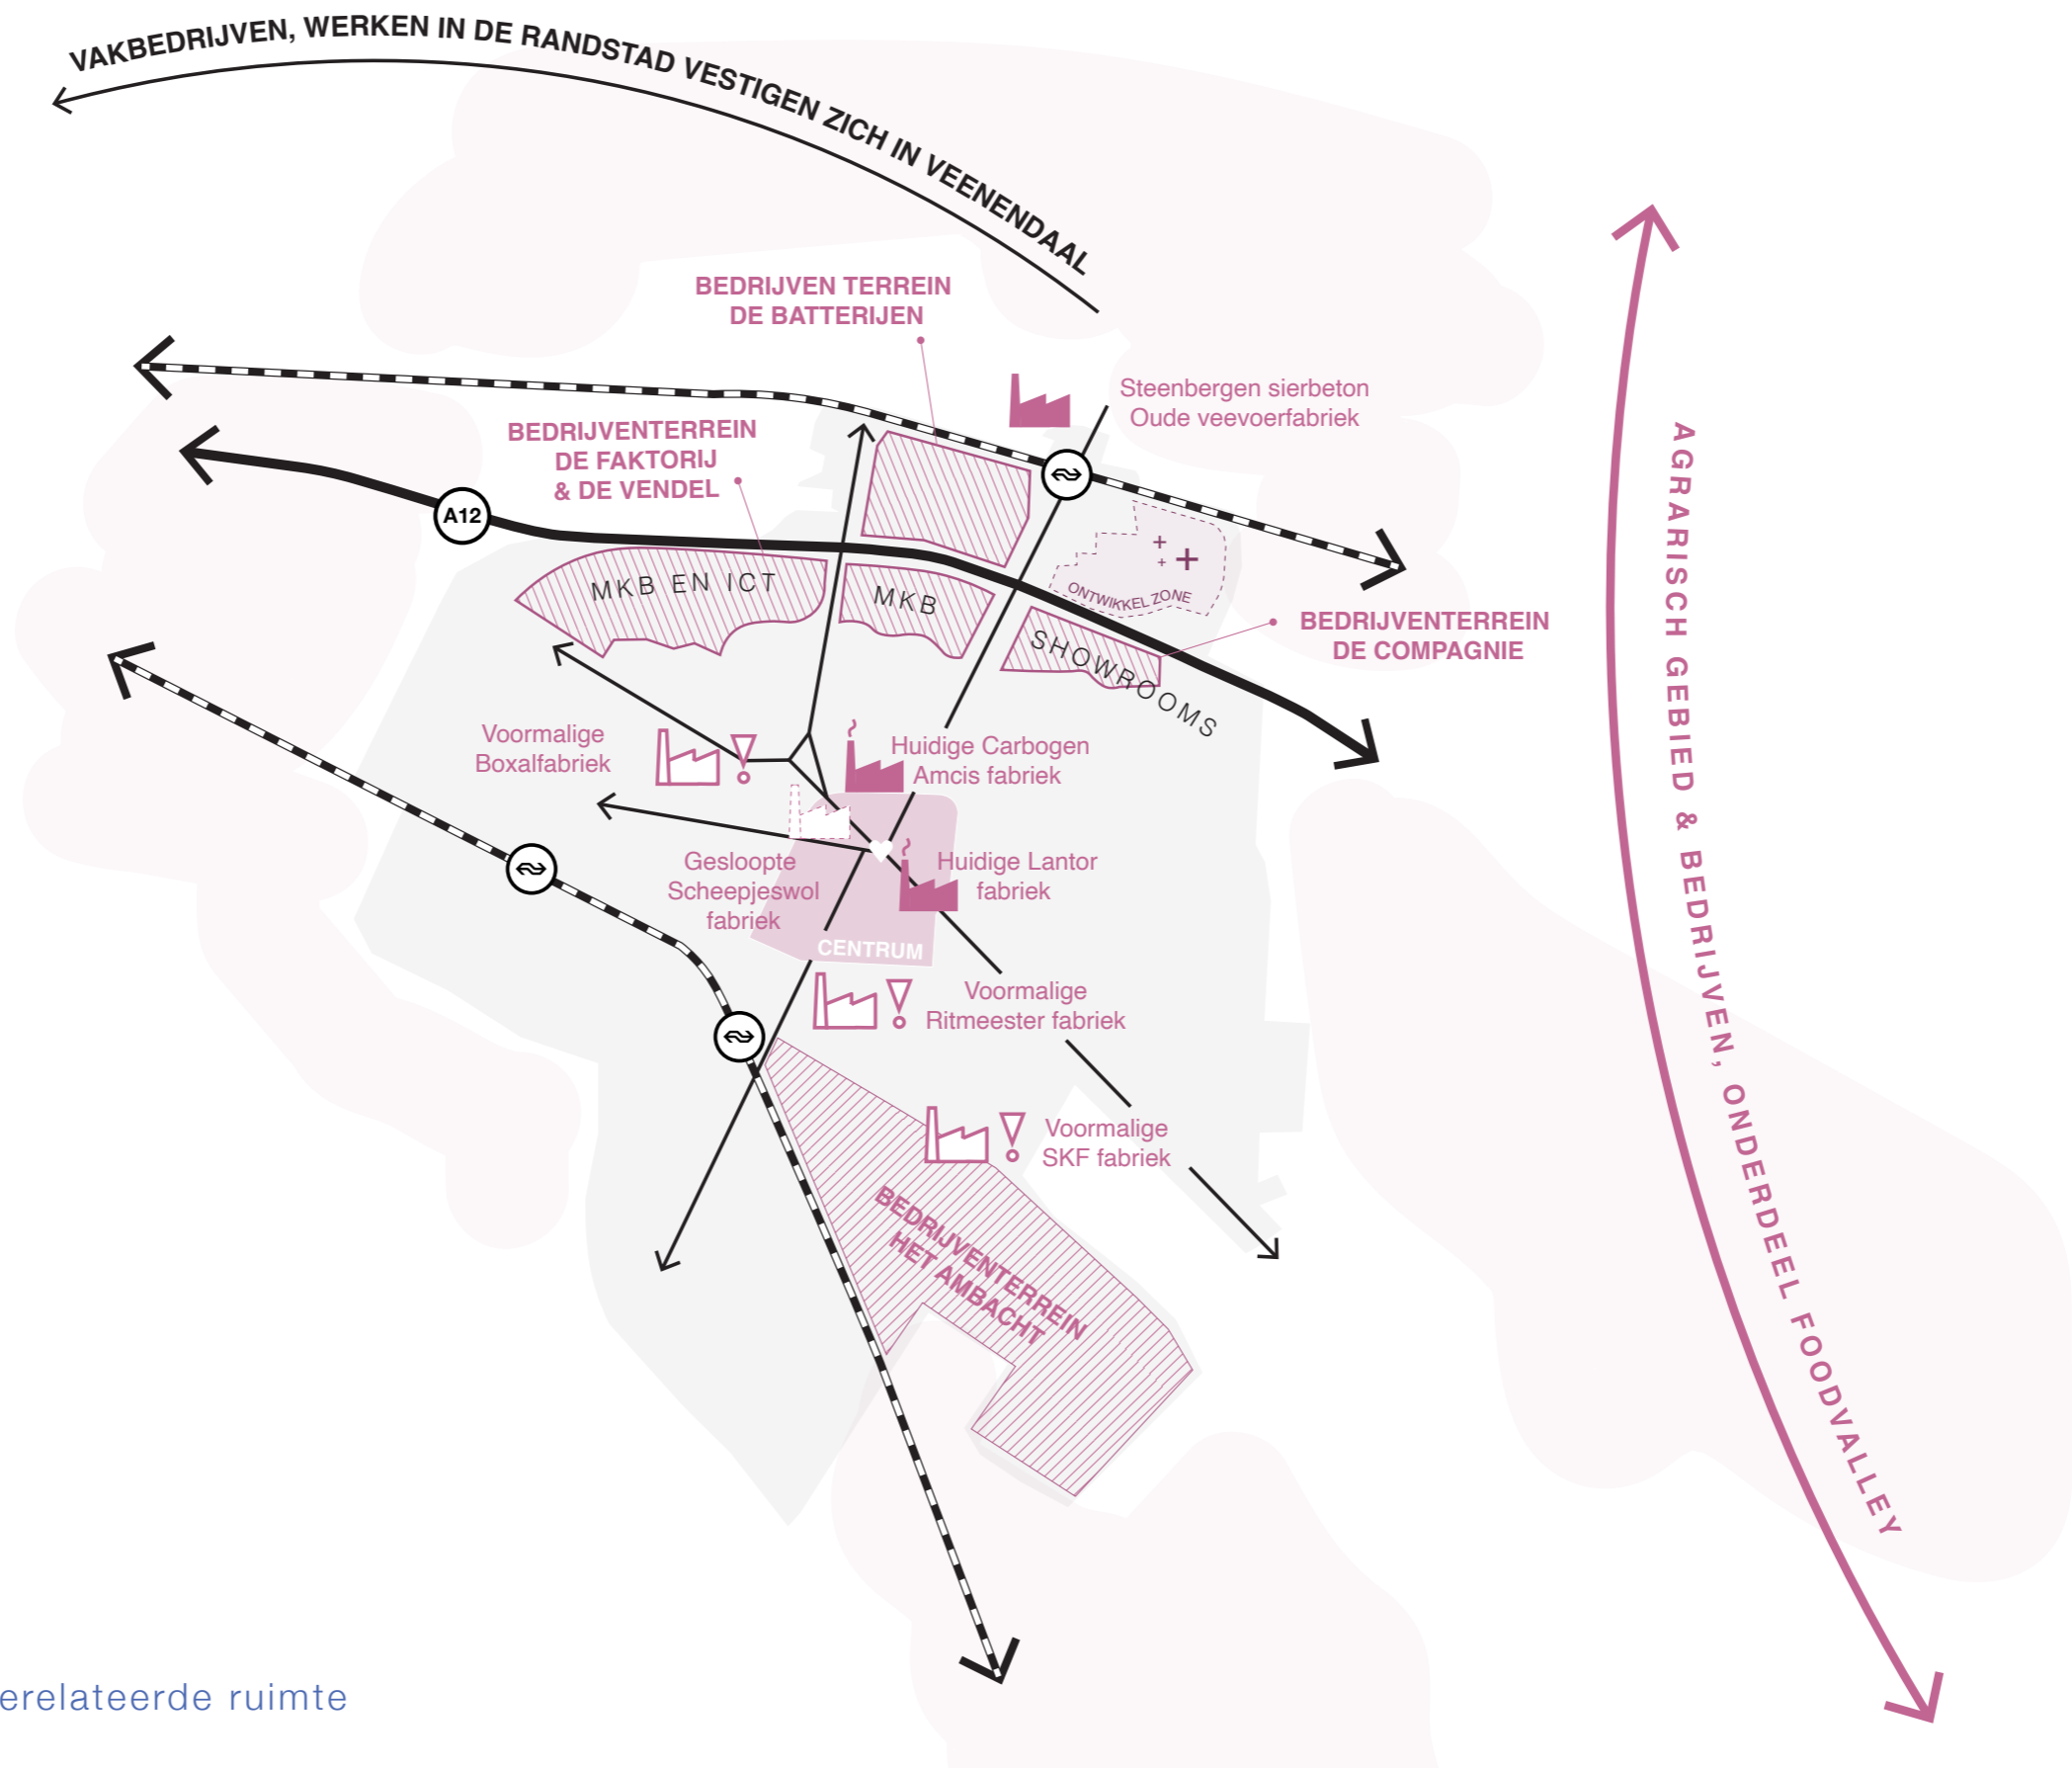 VAKBEDRIJVEN, WERKEN IN DE RANDSTAD VESTIGEN ZICH IN VEENENDAAL
BEDRIJVEN TERREIN
DE BATTERIJEN
Steenbergen sierbeton
Oude veevoerfabriek
BEDRIJVENTERREIN
DE FAKTORIJ
& DE VENDEL
A12
MKB EN ICT
MKB
ONTWIKKEL ZONE
SHOWROOMS
BEDRIJVENTERREIN
DE COMPAGNIE
AGRARISCH GEBIED & BEDRIJVEN, ONDERDEEL FOODVALLEY
Voormalige
Boxalfabriek
Huidige Carbogen
Amcis fabriek
Gesloopte
Scheepjeswol
fabriek
Huidige Lantor
fabriek
CENTRUM
Voormalige
Ritmeester fabriek
Voormalige
SKF fabriek
BEDRIJVENTERREIN
HET AMBACHT
erelateerde ruimte